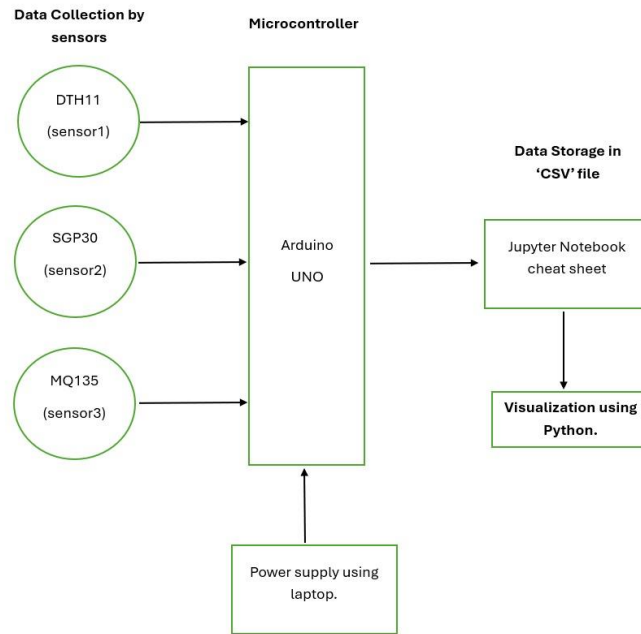 Data Collection by
sensors
Microcontroller
DTH11
(sensor1)
SGP30
(sensor2)
MQ135
(sensor3)
Arduino
UNO
Data Storage in
‘CSV’ file
Jupyter Notebook
cheat sheet
Visualization using
Python.
Power supply using
laptop.